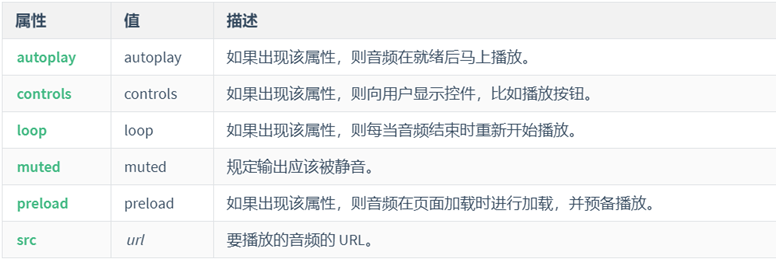 属性 值 描述
autoplay autoplay 如果出现该属性，则音频在就绪后马上播放。
controls controls 如果出现该属性，则向用户显示控件，比如播放按钮。
loop loop 如果出现该属性，则每当音频结束时重新开始播放。
muted muted 规定输出应该被静音。
preload preload 如果出现该属性，则音频在页面加载时进行加载，并预备播放。
src url 要播放的音频的 URL。